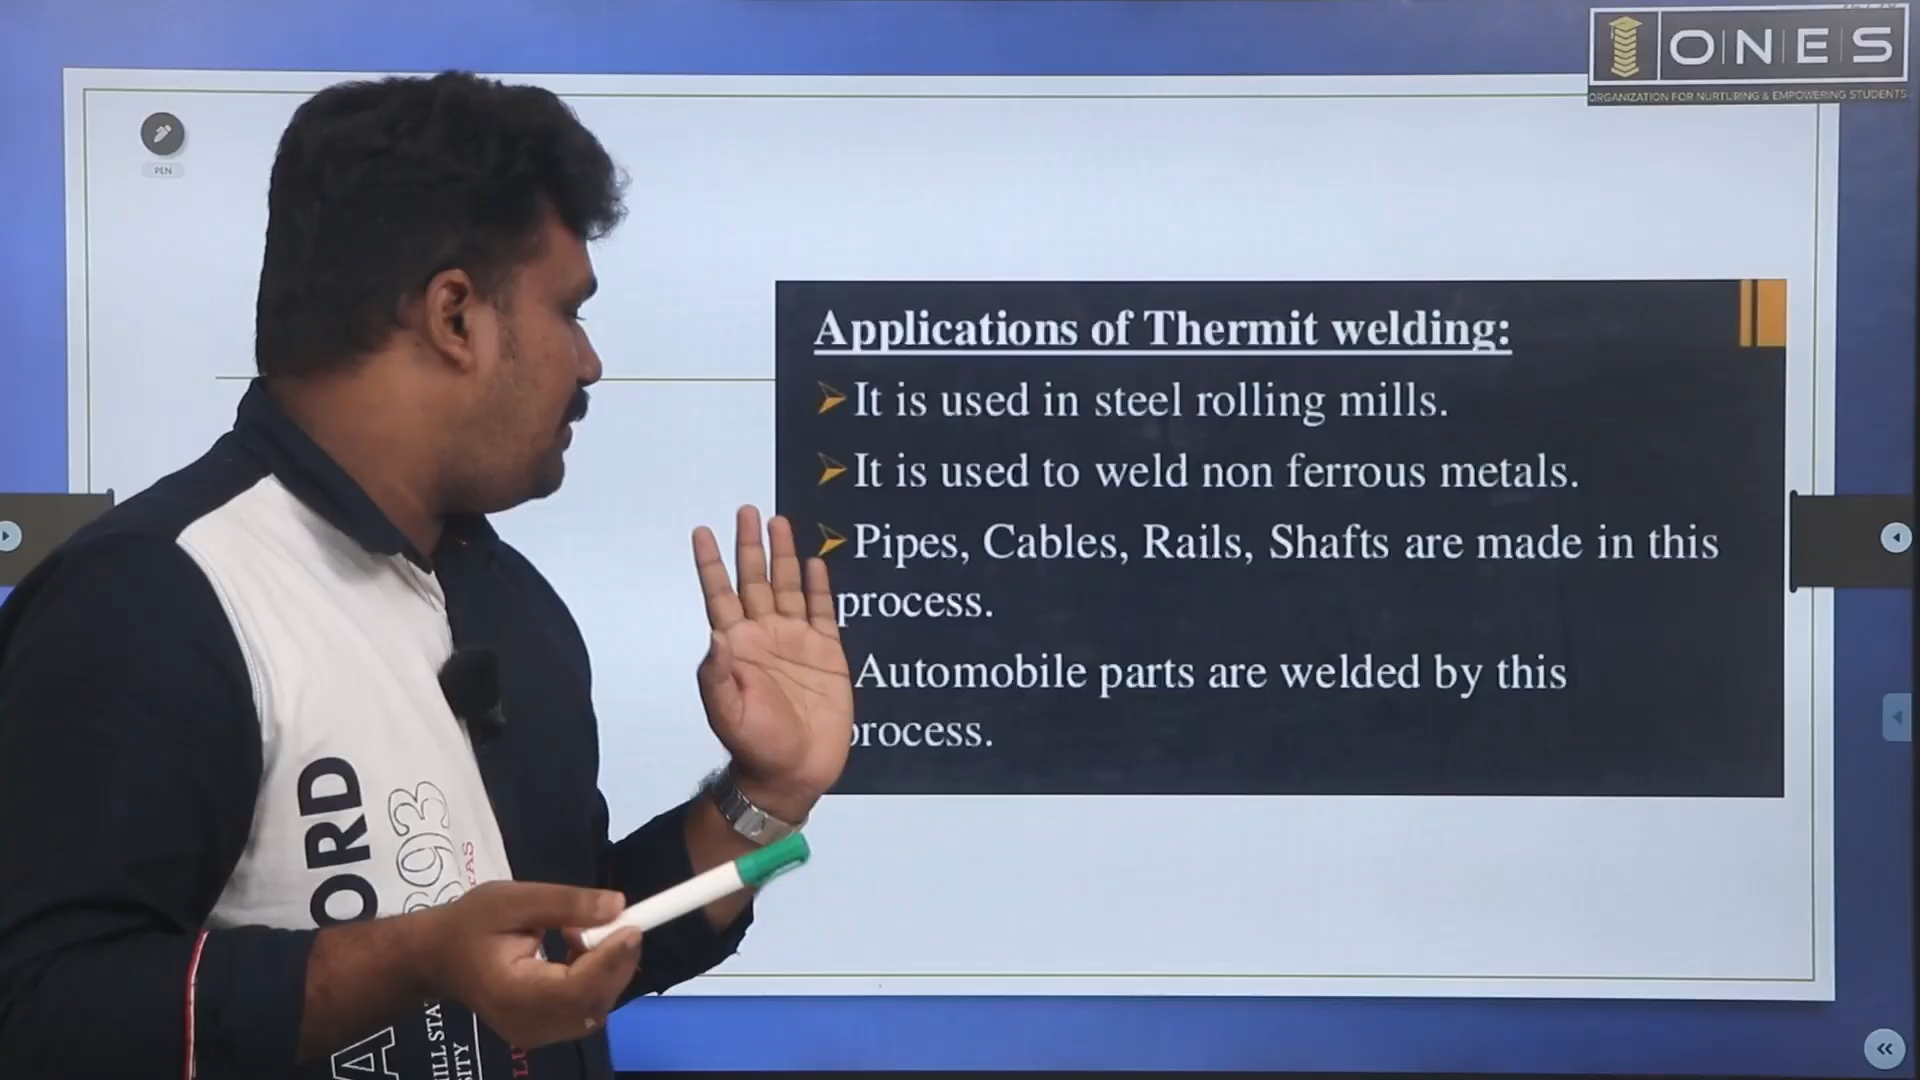 ONES
ORGANIZATION FOR NURTURING & EMPOWERING STUDENTS
PEN
Applications of Thermit welding:
It is used in steel rolling mills.
It is used to weld non ferrous metals.
Pipes, Cables, Rails, Shafts are made in this
process.
Automobile parts are welded by this
process.
ORD
893